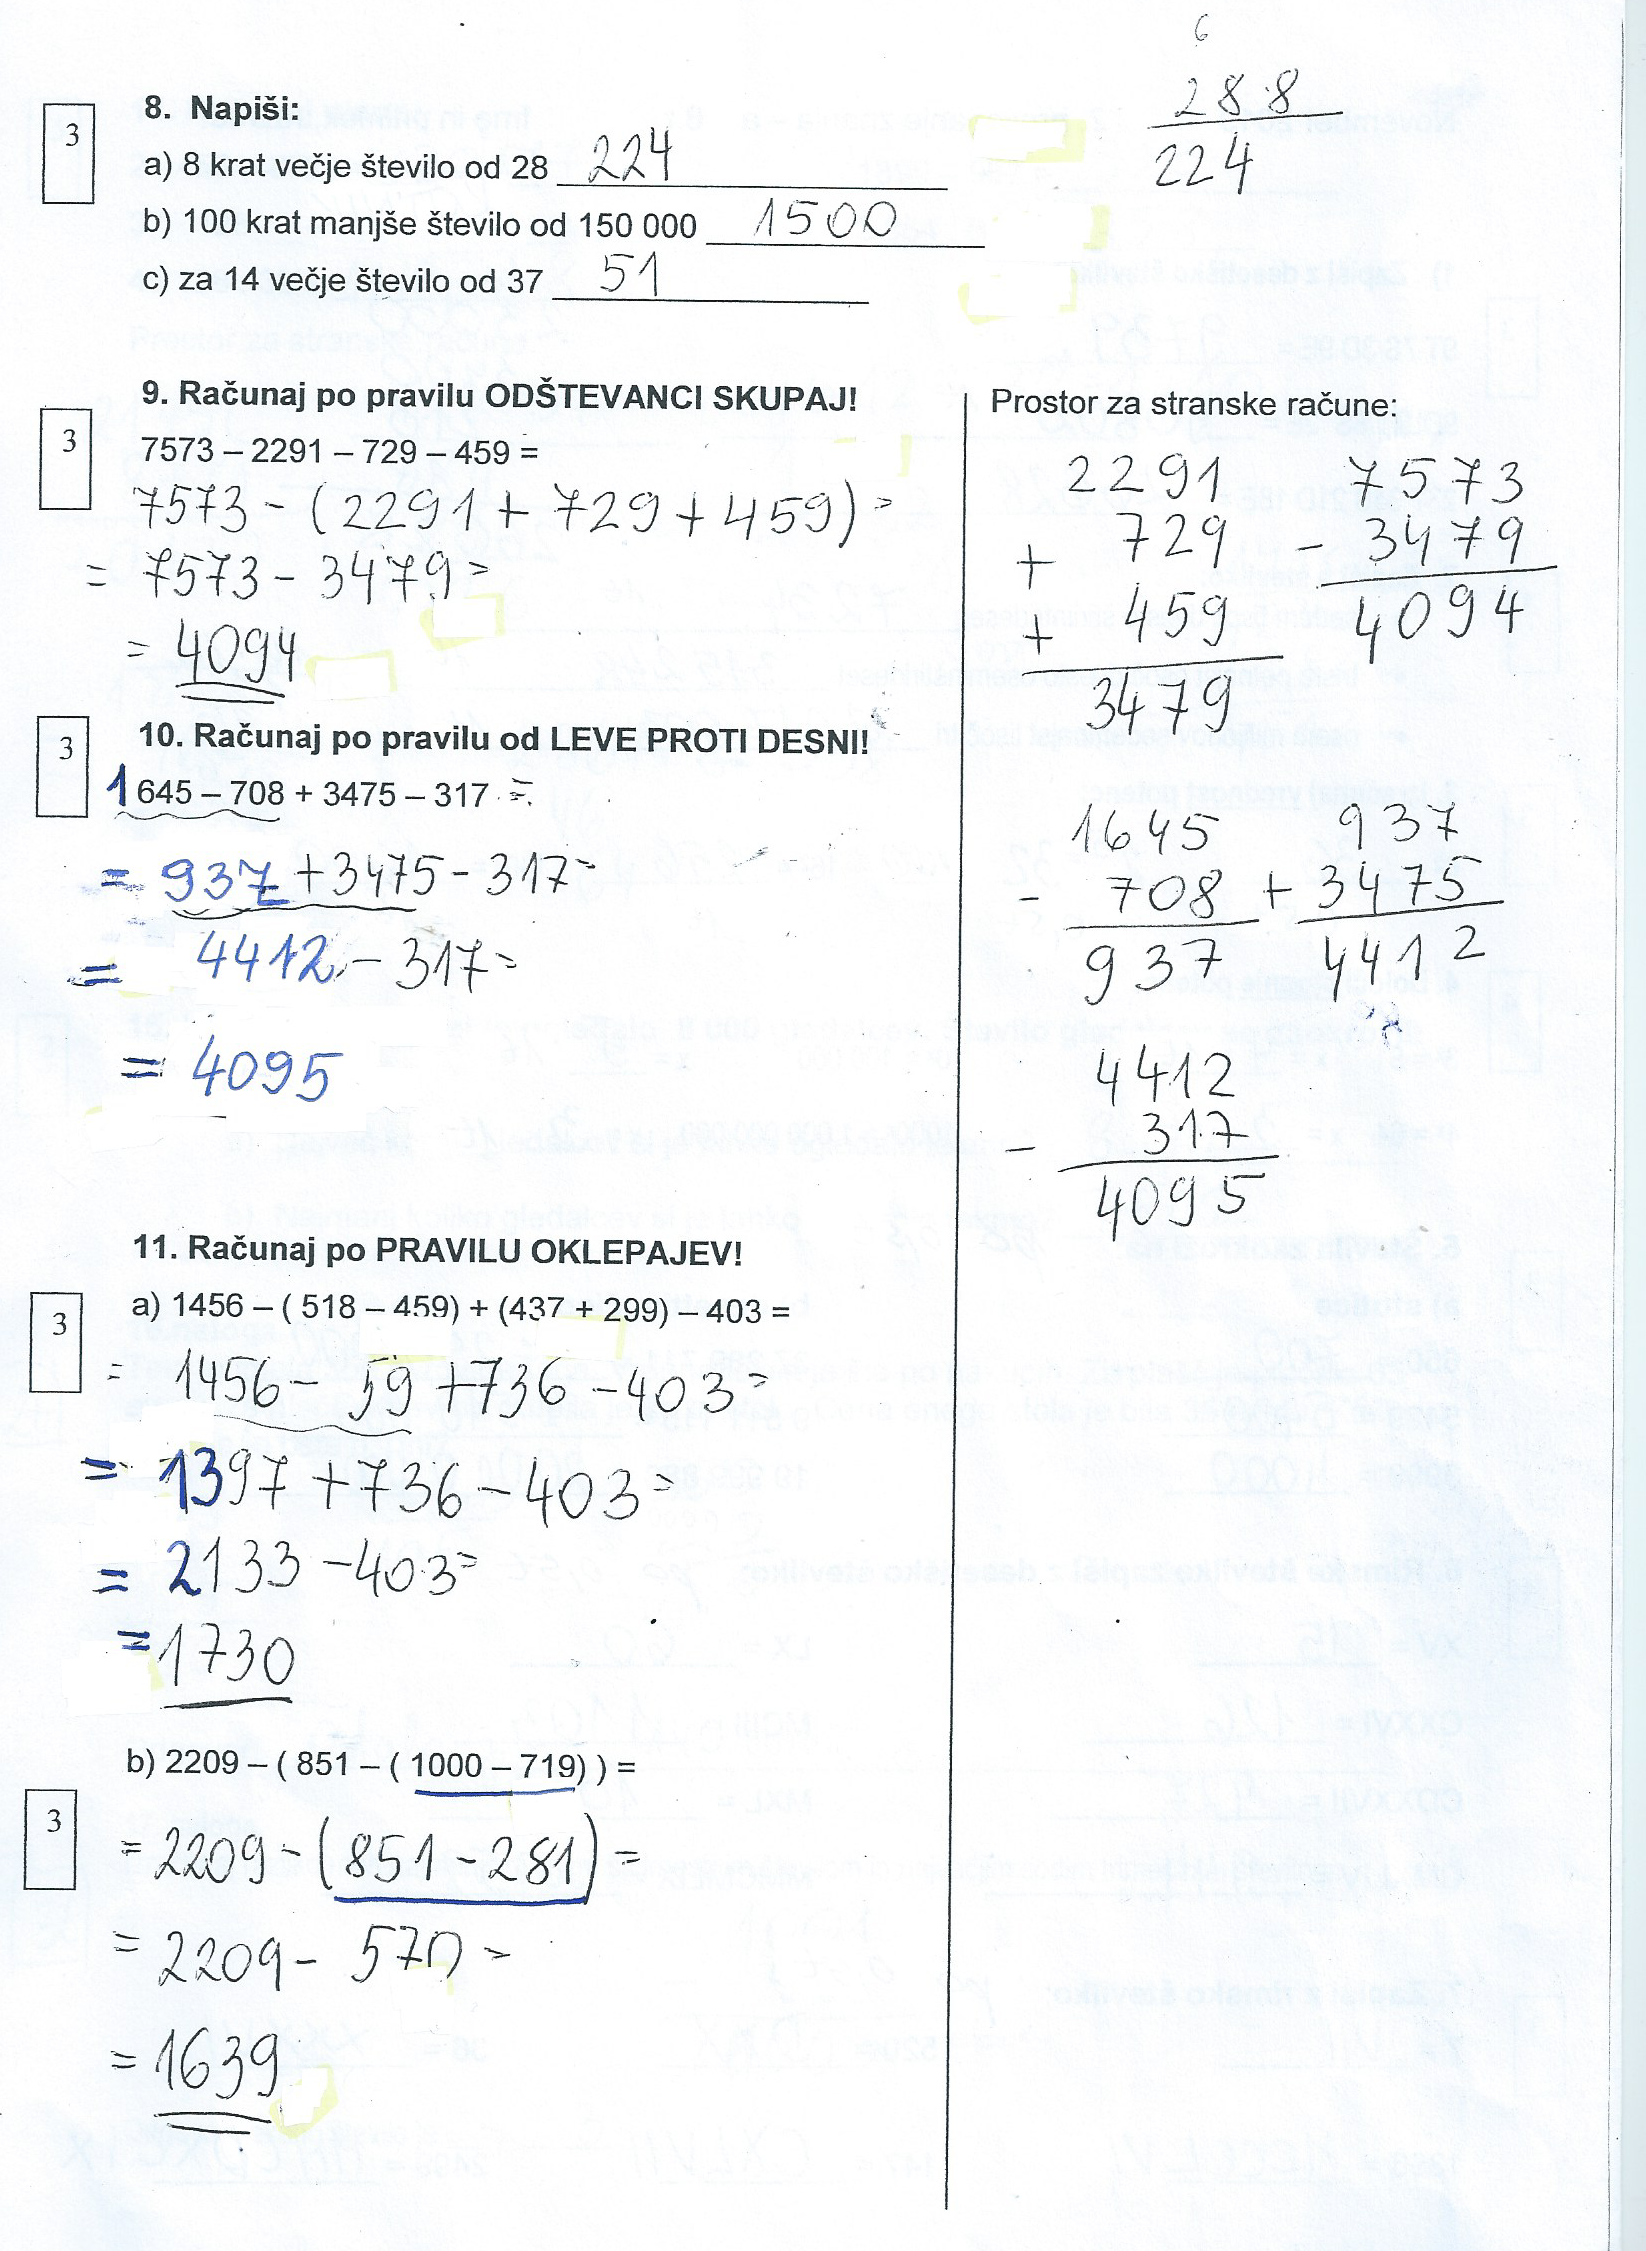 6
28·8
224
3
8. Napiši:
a) 8 krat večje število od 28 224
b) 100 krat manjše število od 150 000 1500
c) za 14 večje število od 37 51
3
9. Računaj po pravilu ODŠTEVANCI SKUPAJ!
7573 – 2291 – 729 – 459 =
7573 - (2291 + 729 + 459) =
= 7573 - 3479 =
= 4094
Prostor za stranske račune:
2291
+ 729
+ 459
3479
7573
- 3479
4094
3
10. Računaj po pravilu od LEVE PROTI DESNI!
1645 – 708 + 3475 – 317 =
= 937 + 3475 - 317 =
= 4412 - 317 =
= 4095
1645
- 708
937
937
+ 3475
4412
4412
- 317
4095
11. Računaj po PRAVILU OKLEPAJEV!
3
a) 1456 – ( 518 – 459) + (437 + 299) – 403 =
= 1456 - 59 + 736 - 403 =
= 1397 + 736 - 403 =
= 2133 - 403 =
= 1730
3
b) 2209 – ( 851 – ( 1000 – 719) ) =
= 2209 - (851 - 281) =
= 2209 - 570 =
= 1639